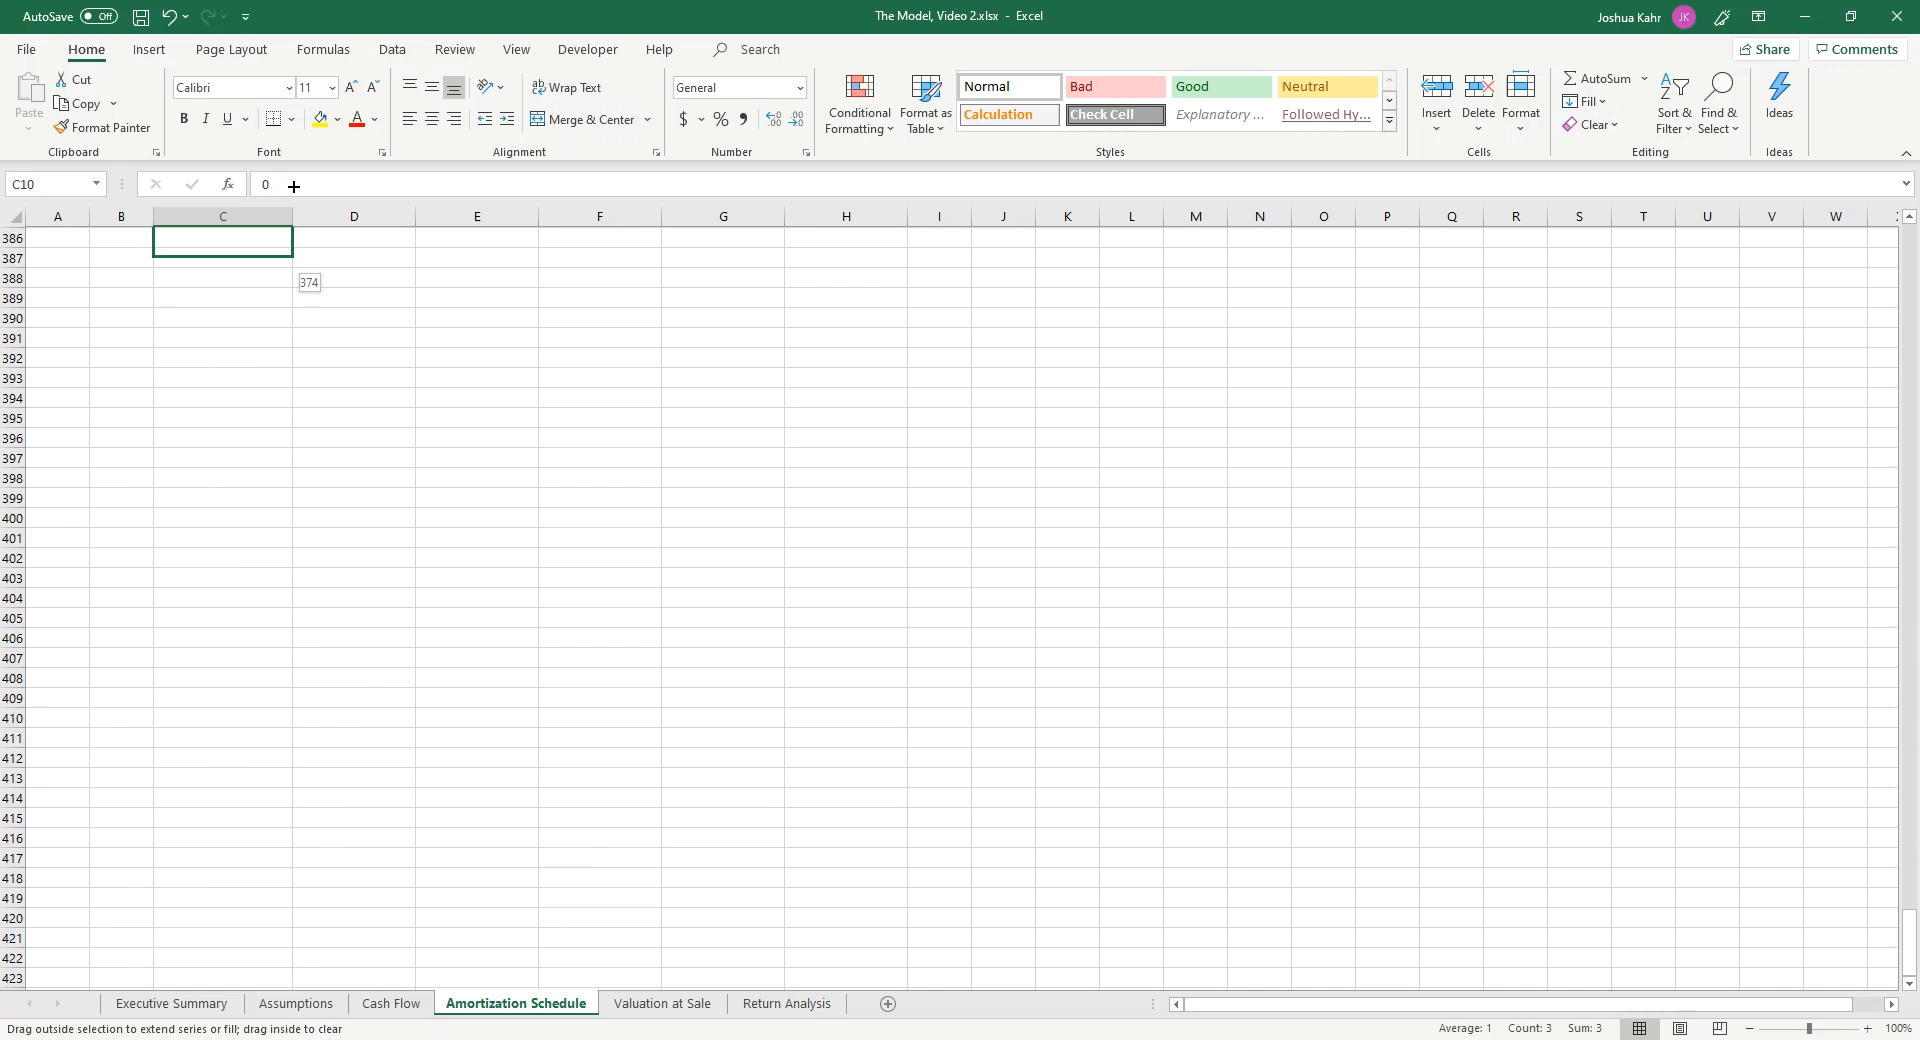 AutoSave Off The Model, Video 2.xlsx - Excel Joshua Kahr JK
File Home Insert Page Layout Formulas Data Review View Developer Help Search Share Comments
Paste Cut Copy Format Painter
Clipboard
Calibri 11 A A
B I U A
Font
Wrap Text
Merge & Center
Alignment
General
$ % , .00 .00
Number
Conditional Formatting Format as Table
Normal Bad Good Neutral
Calculation Check Cell Explanatory ... Followed Hy...
Styles
Insert Delete Format
Cells
AutoSum Fill Clear
Sort & Filter Find & Select
Editing
Ideas
Ideas
C10 fx 0
A B C D E F G H I J K L M N O P Q R S T U V W
386
387
388 374
389
390
391
392
393
394
395
396
397
398
399
400
401
402
403
404
405
406
407
408
409
410
411
412
413
414
415
416
417
418
419
420
421
422
423
Executive Summary Assumptions Cash Flow Amortization Schedule Valuation at Sale Return Analysis
Drag outside selection to extend series or fill; drag inside to clear Average: 1 Count: 3 Sum: 3 100%